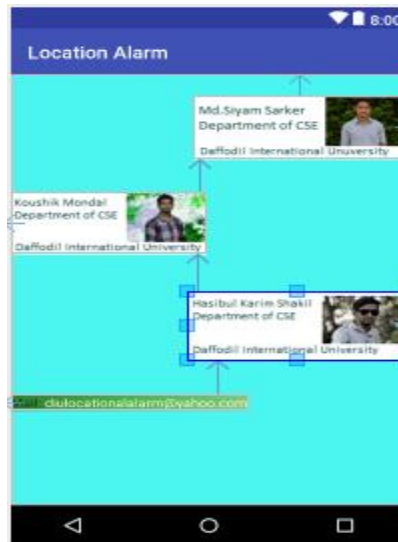 8:00
Location Alarm
Md.Siyam Sarker
Department of CSE
Daffodil International Unuversity
Koushik Mondal
Department of CSE
Daffodil International University
Hasibul Karim Shakil
Department of CSE
Daffodil International University
diulocationalalarm@yahoo.com